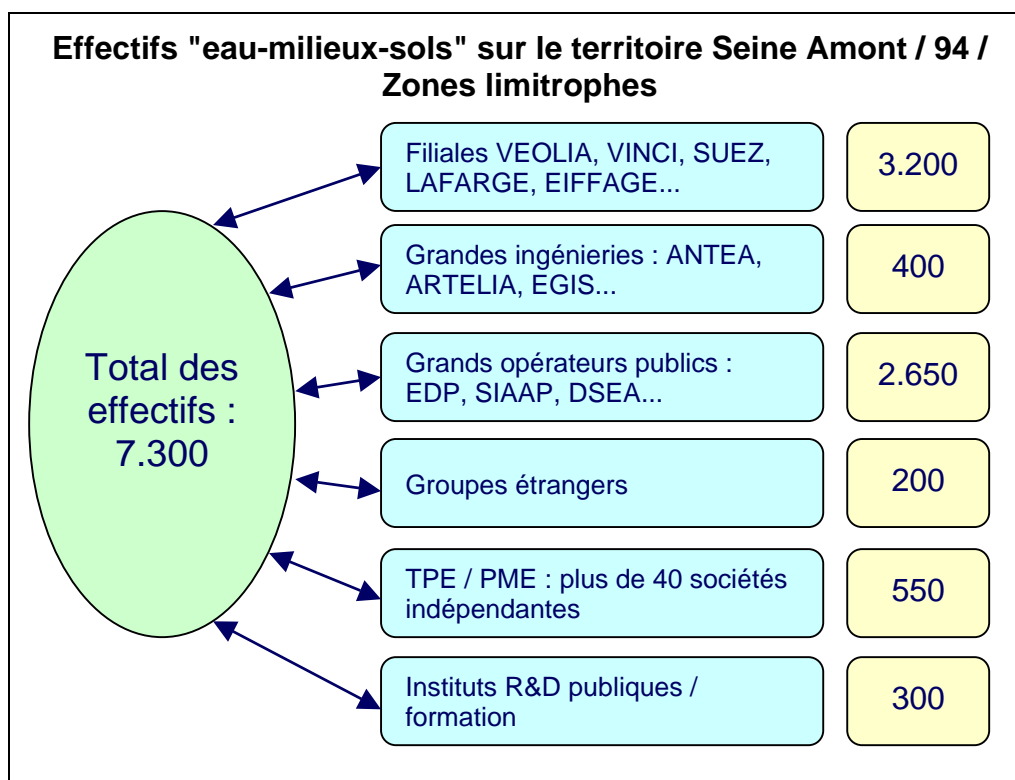 Effectifs "eau-milieux-sols" sur le territoire Seine Amont / 94 /
Zones limitrophes
Total des
effectifs :
7.300
Filiales VEOLIA, VINCI, SUEZ,
LAFARGE, EIFFAGE...
3.200
Grandes ingénieries : ANTEA,
ARTELIA, EGIS...
400
Grands opérateurs publics :
EDP, SIAAP, DSEA...
2.650
Groupes étrangers
200
TPE / PME : plus de 40 sociétés
indépendantes
550
Instituts R&D publiques /
formation
300